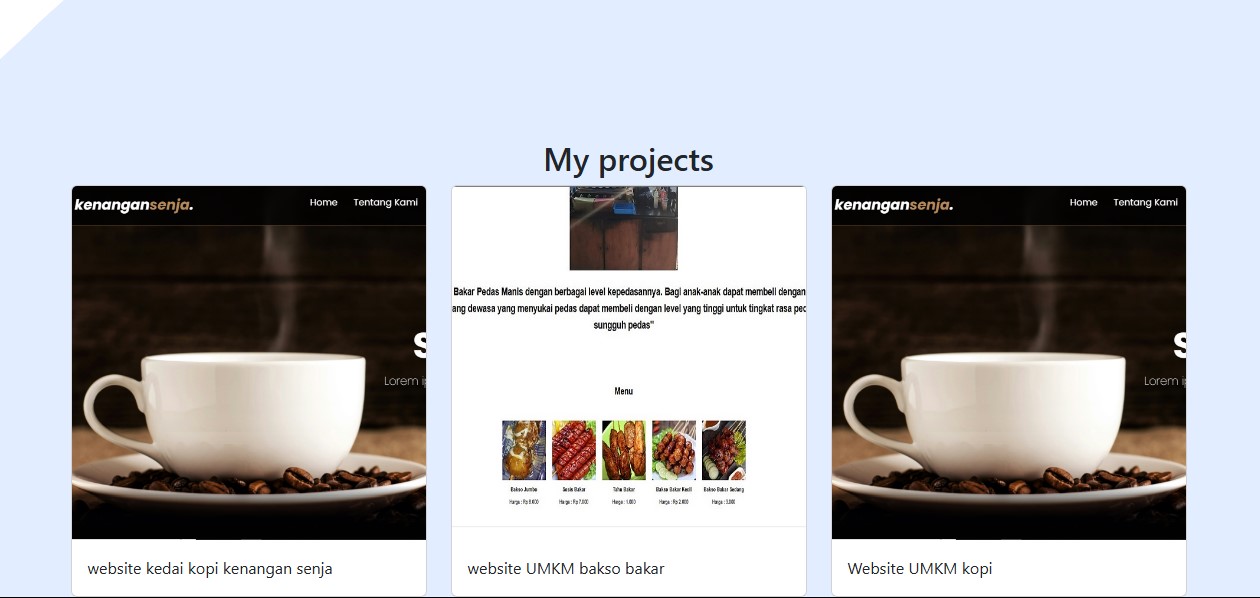 My projects
kenangansenja.
Home
Tentang Kami
S
Lorem i
website kedai kopi kenangan senja
Bakar Pedas Manis dengan berbagai level kepedasannya. Bagi anak-anak dapat membeli dengan
ang dewasa yang menyukai pedas dapat membeli dengan level yang tinggi untuk tingkat rasa ped
sungguh pedas"
Menu
Bakso Jumbo
Sosis Bakar
Tahu Bakar
Bakso Bakar Kecil
Bakso Bakar Sedang
Harga : Rp 8.000
Harga : Rp 7.000
Harga : 1.000
Harga : Rp 2.000
Harga : 3.000
website UMKM bakso bakar
kenangansenja.
Home
Tentang Kami
S
Lorem i
Website UMKM kopi